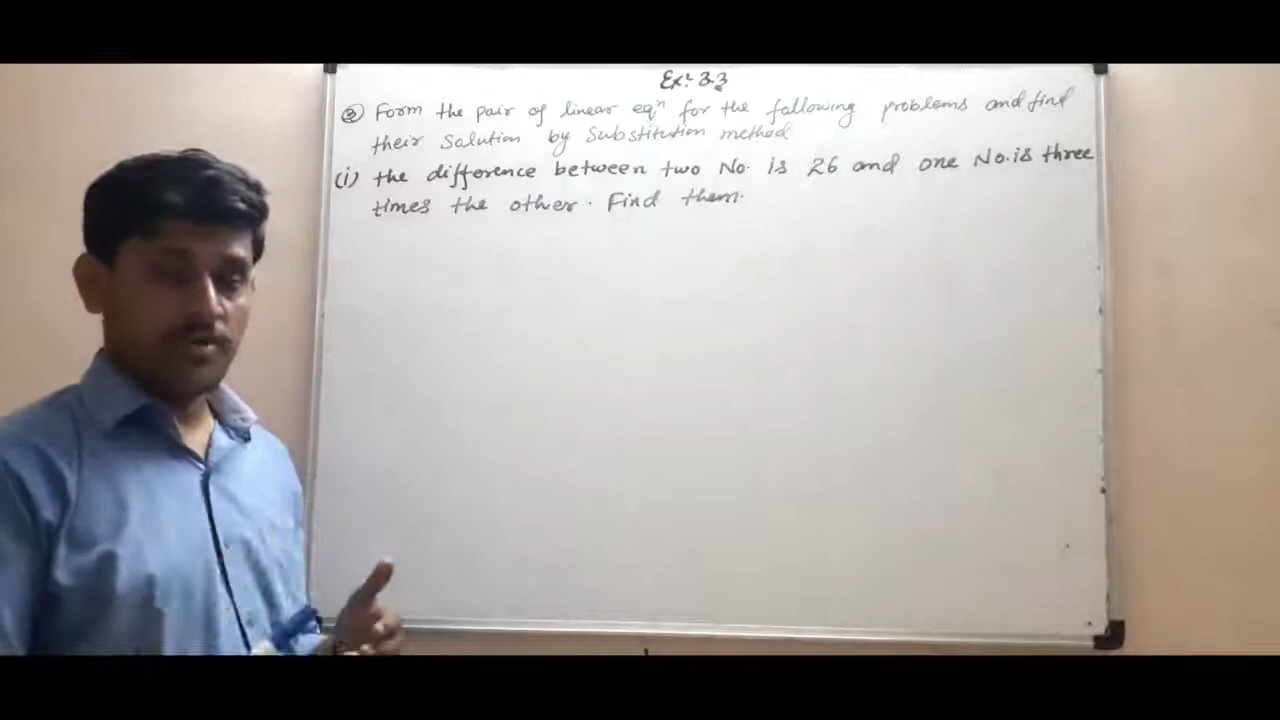 Ex:- 3.3
③ Form the pair of linear eqⁿ for the following problems and find
their Solution by Substitution method
(i) the difference between two No. is 26 and one No. is three
times the other. Find them.